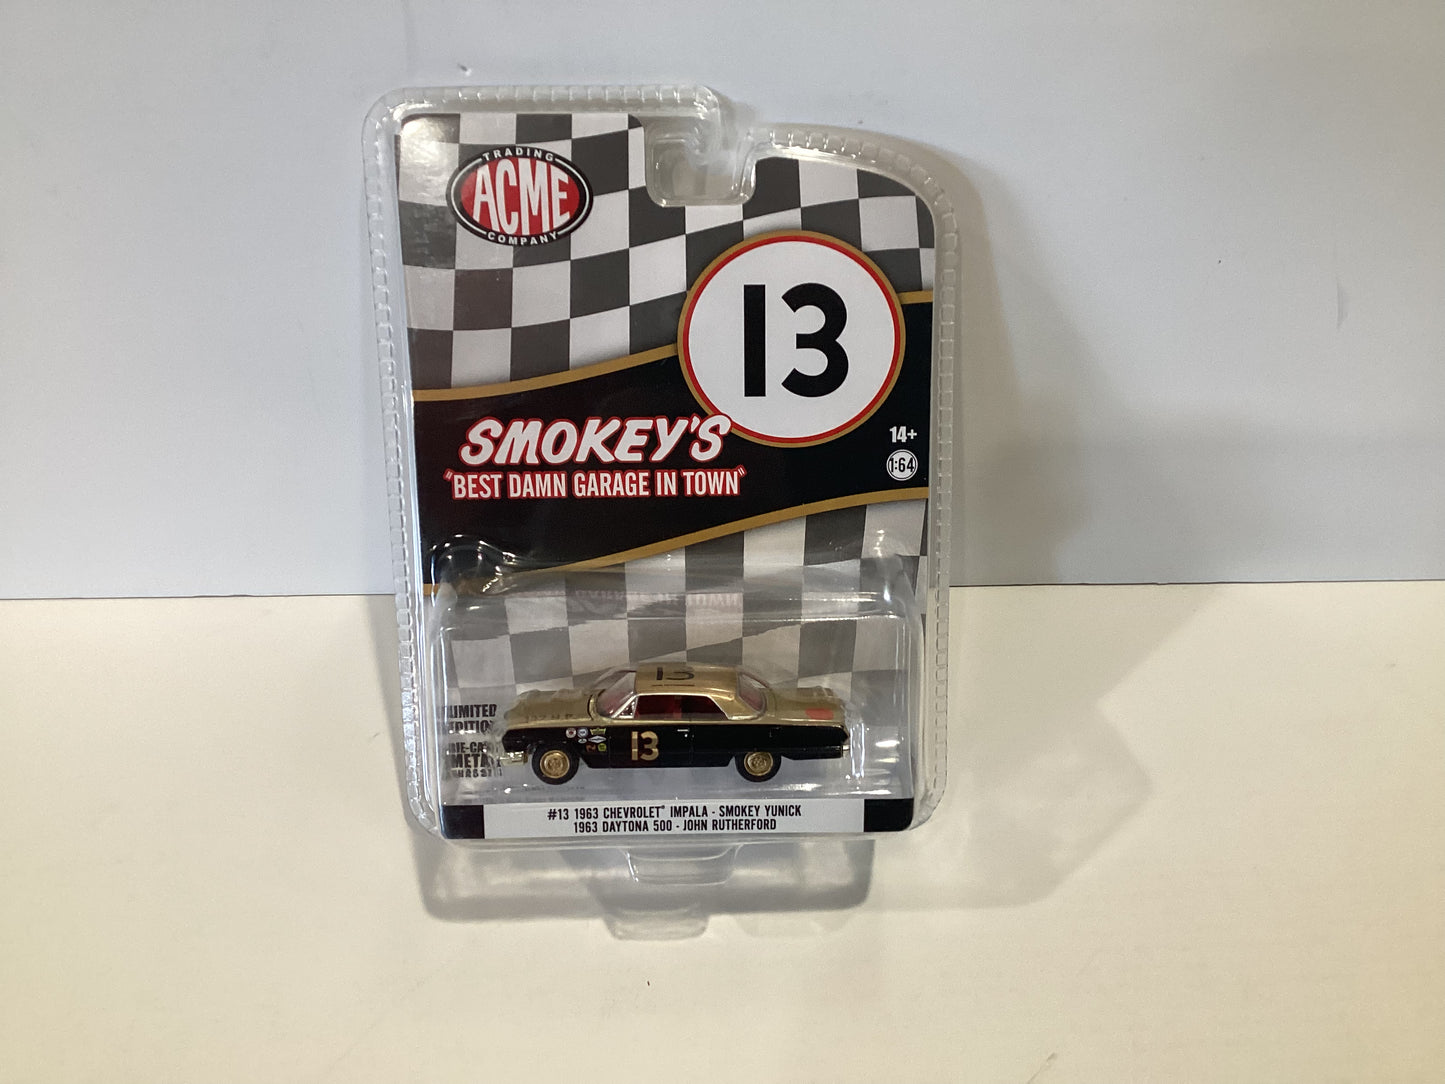 TRADING
ACME
COMPANY
13
SMOKEY'S
"BEST DAMN GARAGE IN TOWN"
14+
1:64
13
LIMITED
EDITION
DIE-CAST
METAL
13
#13 1963 CHEVROLET® IMPALA - SMOKEY YUNICK
1963 DAYTONA 500 - JOHN RUTHERFORD